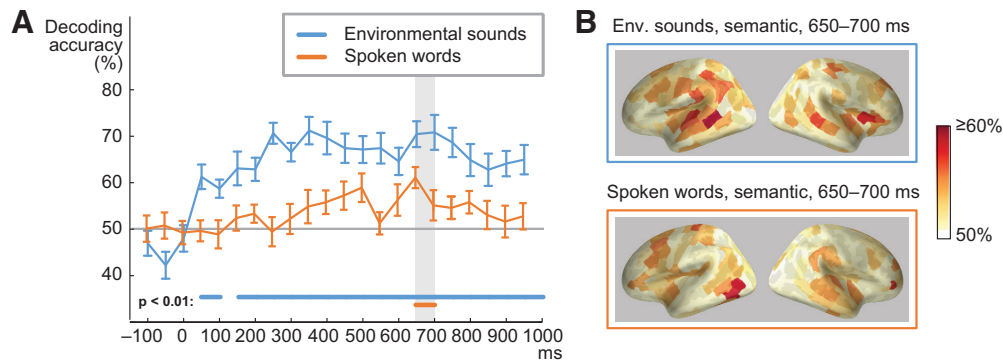 A
Decoding
accuracy
(%)
Environmental sounds
Spoken words
80
70
60
50
40
p < 0.01:
−100 0 100 200 300 400 500 600 700 800 900 1000
ms
B
Env. sounds, semantic, 650–700 ms
Spoken words, semantic, 650–700 ms
≥60%
50%